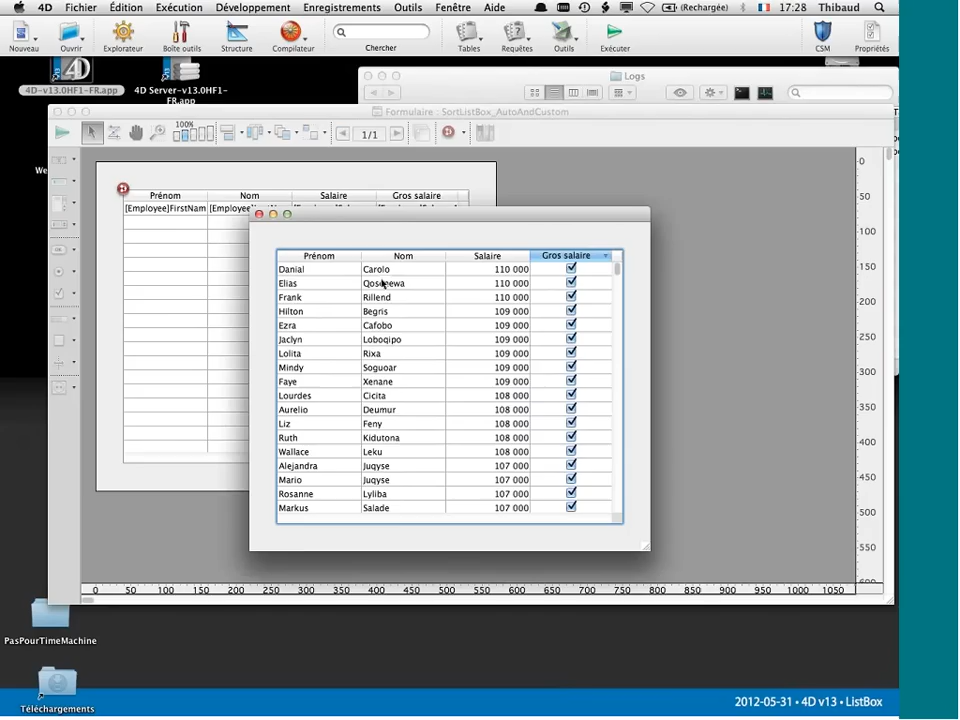 4D Fichier Édition Exécution Développement Enregistrements Outils Fenêtre Aide (Rechargée) 17:28 Thibaud
Nouveau Ouvrir Explorateur Boîte outils Structure Compilateur Chercher Tables Requêtes Outils Exécuter CSM Propriétés
4D-v13.0HF1-FR.app
4D Server-v13.0HF1-
FR.app
Logs
Formulaire : SortListBox_AutoAndCustom
100%
1/1
We
Prénom Nom Salaire Gros salaire
[Employee]FirstNam [Employee]
Prénom Nom Salaire Gros salaire
Danial Carolo 110 000
Elias 110 000
Frank Rillend 110 000
Hilton Begris 109 000
Ezra Cafobo 109 000
Jaclyn Loboqipo 109 000
Lolita Rixa 109 000
Mindy Soguoar 109 000
Faye Xenane 109 000
Lourdes Cicita 108 000
Aurelio Deumur 108 000
Liz Feny 108 000
Ruth Kidutona 108 000
Wallace Leku 108 000
Alejandra Juqyse 107 000
Mario Juqyse 107 000
Rosanne Lyliba 107 000
Markus Salade 107 000
0
50
100
150
200
250
300
350
400
450
500
550
0 50 100 150 200 250 300 350 400 450 500 550 600 650 700 750 800 850 900 950 1000 1050
PasPourTimeMachine
Téléchargements
2012-05-31 • 4D v13 • ListBox